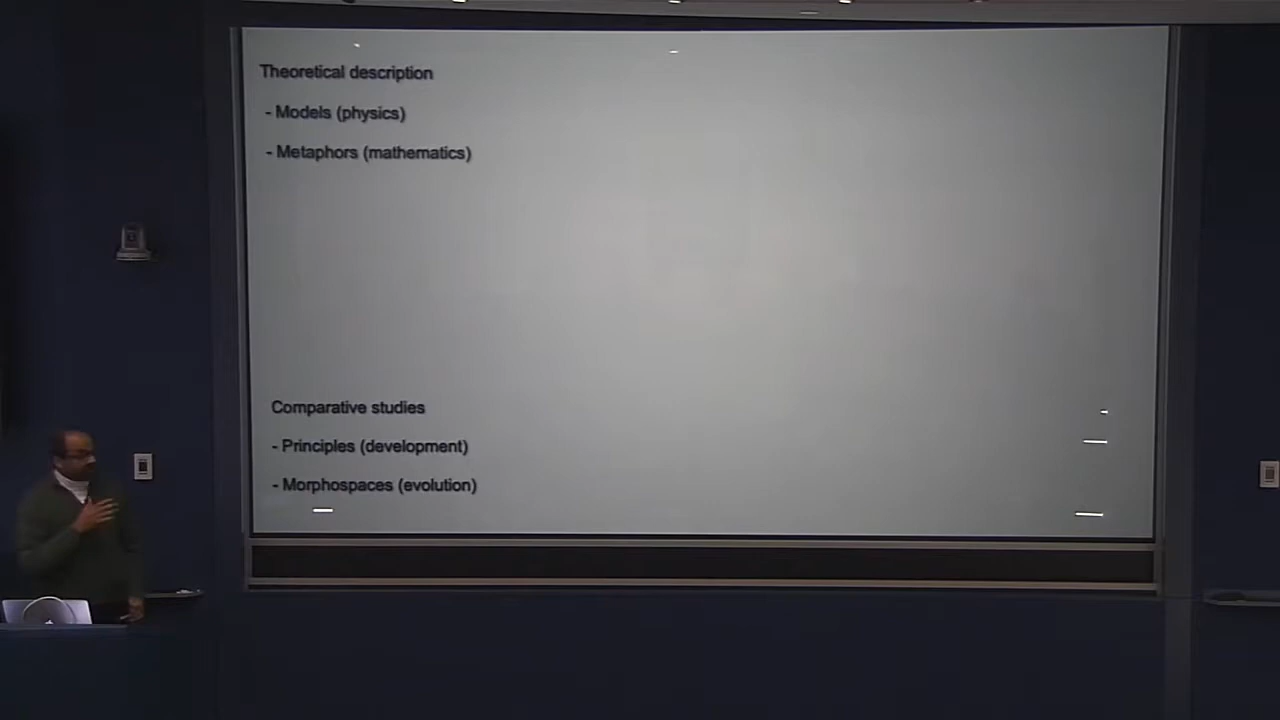 Theoretical description
- Models (physics)
- Metaphors (mathematics)
Comparative studies
- Principles (development)
- Morphospaces (evolution)